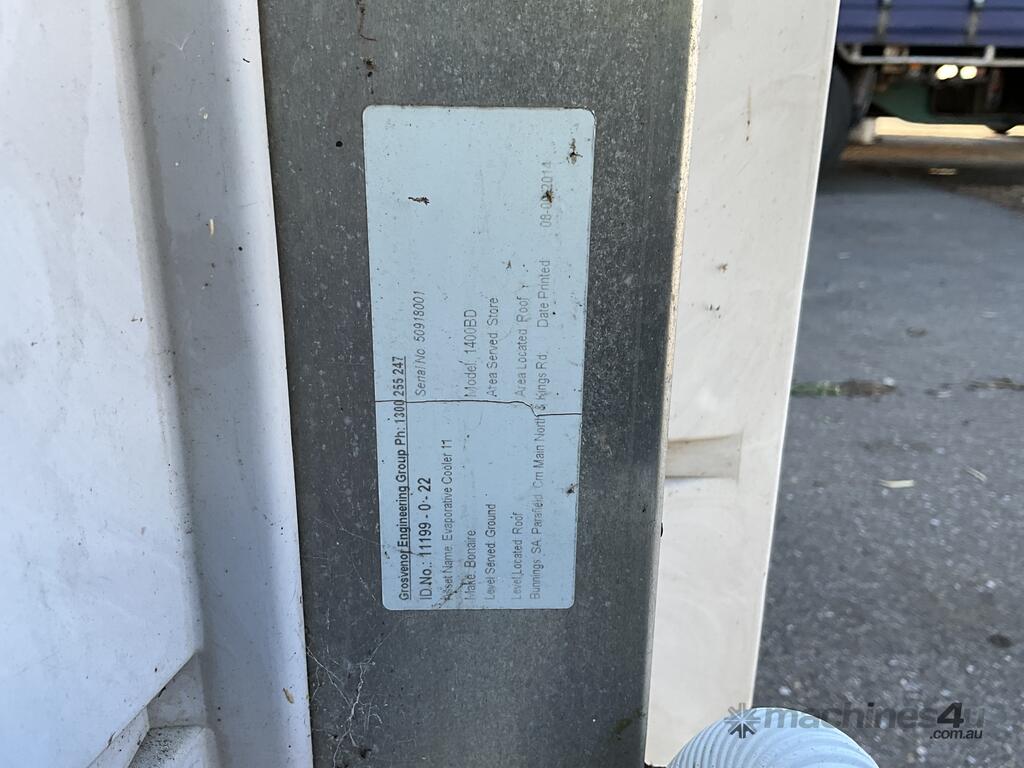 Grosvenor Engineering Group Ph: 1300 255 247
ID.No.: 11199 - 0 - 22 Serial No 50918001
Asset Name: Evaporative Cooler 11
Make: Bonaire Model 1400BD
Level Served: Ground Area Served Store
Level Located: Roof Area Located Roof
Bunnings SA Parafield Crn Main North & Kings Rd, Date Printed
machines4u
.com.au